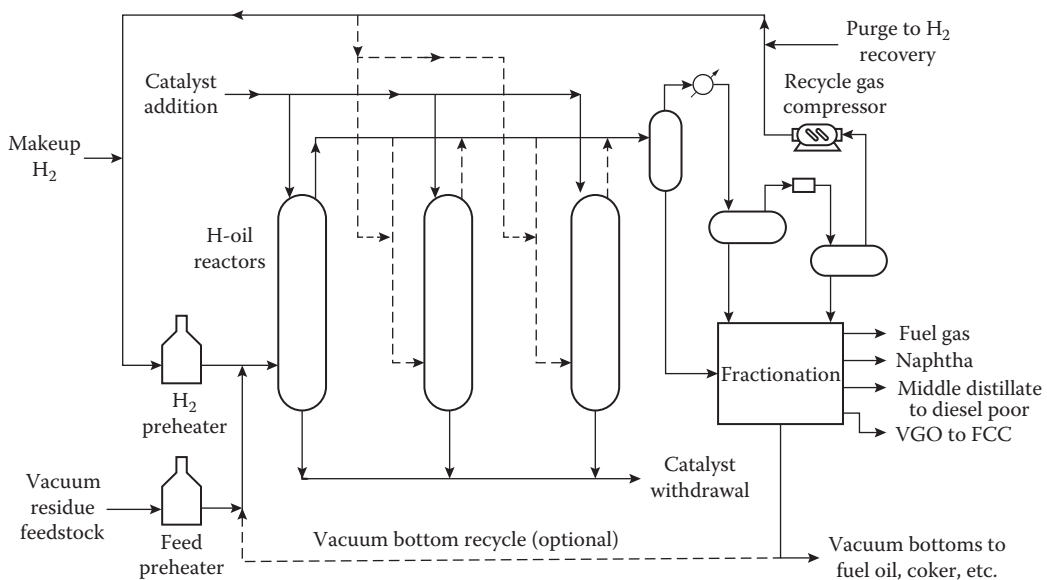 Purge to H2
recovery
Recycle gas
compressor
Catalyst
addition
Makeup
H2
H-oil
reactors
Fuel gas
Naphtha
Fractionation
Middle distillate
to diesel poor
VGO to FCC
H2
preheater
Catalyst
withdrawal
Vacuum
residue
feedstock
Feed
preheater
Vacuum bottom recycle (optional)
Vacuum bottoms to
fuel oil, coker, etc.